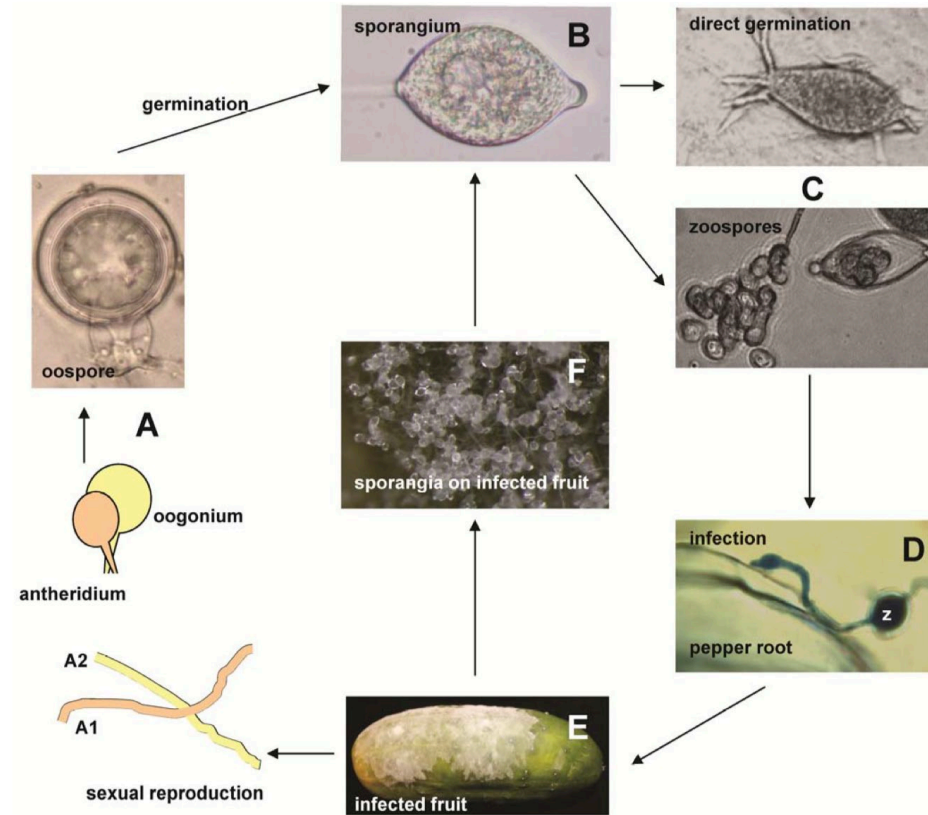 sporangium
B
direct germination
germination
C
zoospores
oospore
F
sporangia on infected fruit
A
oogonium
antheridium
infection
D
z
pepper root
A2
A1
sexual reproduction
E
infected fruit